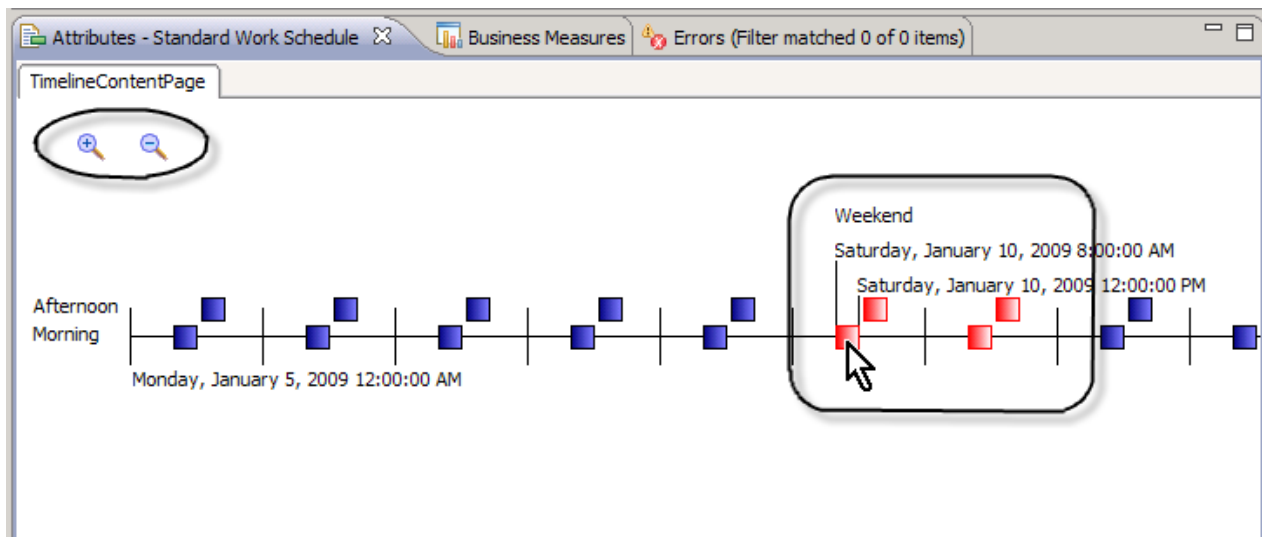 Attributes - Standard Work Schedule Business Measures Errors (Filter matched 0 of 0 items)
TimelineContentPage
Weekend
Saturday, January 10, 2009 8:00:00 AM
Saturday, January 10, 2009 12:00:00 PM
Afternoon
Morning
Monday, January 5, 2009 12:00:00 AM